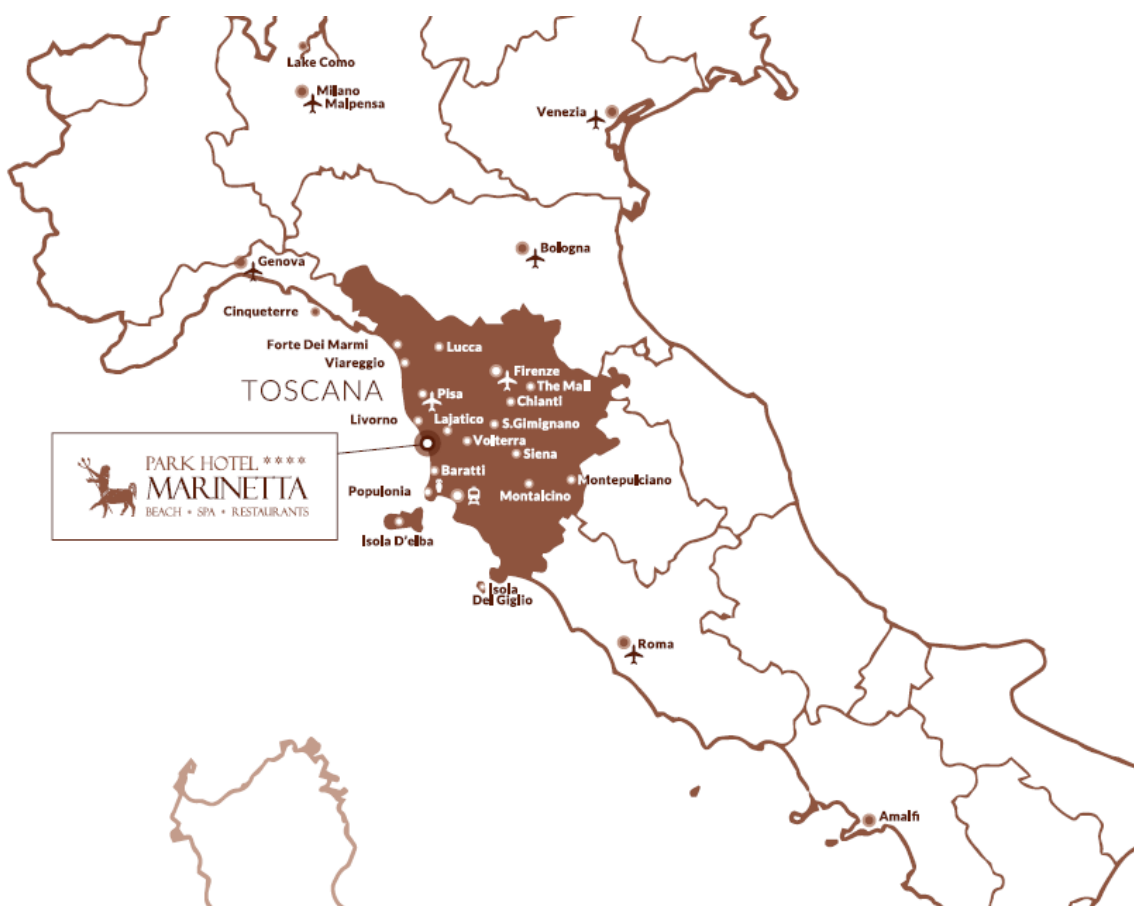 Lake Como
Milano
Malpensa
Venezia
Bologna
Genova
Cinqueterre
Forte Dei Marmi
Lucca
Viareggio
Firenze
The Mall
TOSCANA
Pisa
Chianti
Livorno
Lajatico
S.Gimignano
Volterra
Siena
PARK HOTEL ****
MARINETTA
BEACH • SPA • RESTAURANTS
Baratti
Montepulciano
Populonia
Montalcino
Isola D'elba
Isola
Del Giglio
Roma
Amalfi